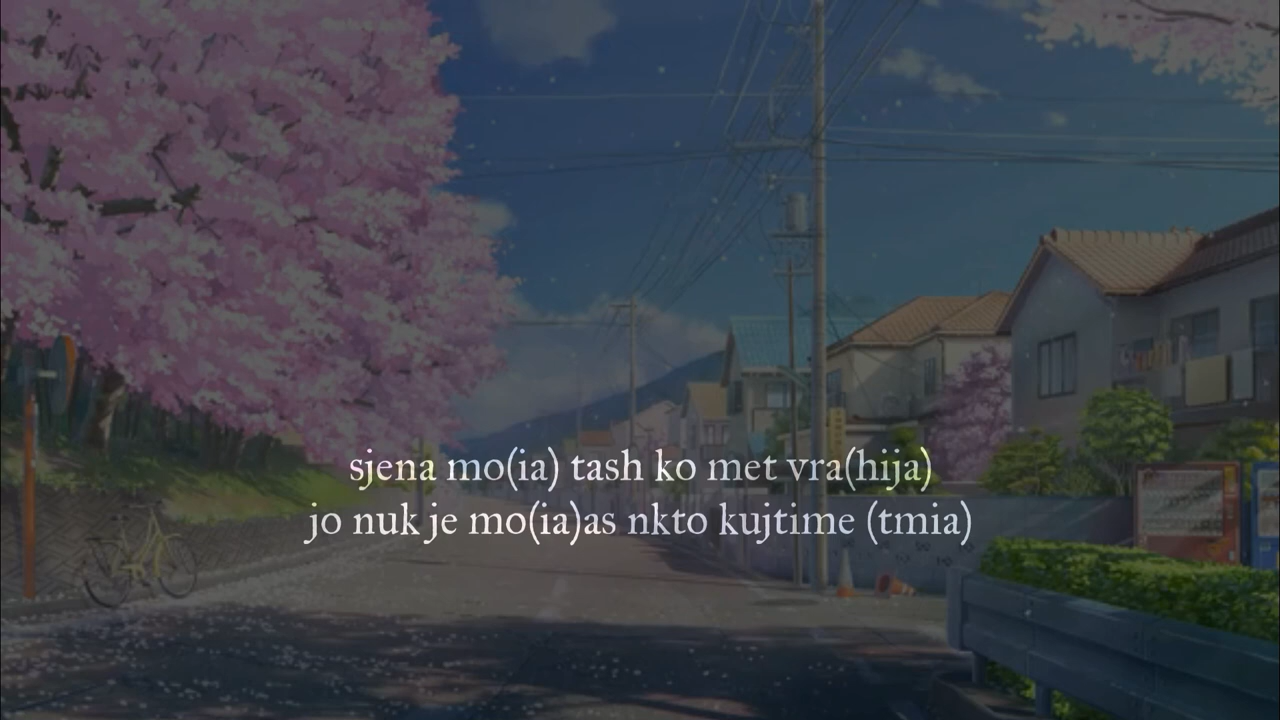 sjena mo(ia) tash ko met vra(hija)
jo nuk je mo(ia)as nkto kujtime (tmia)